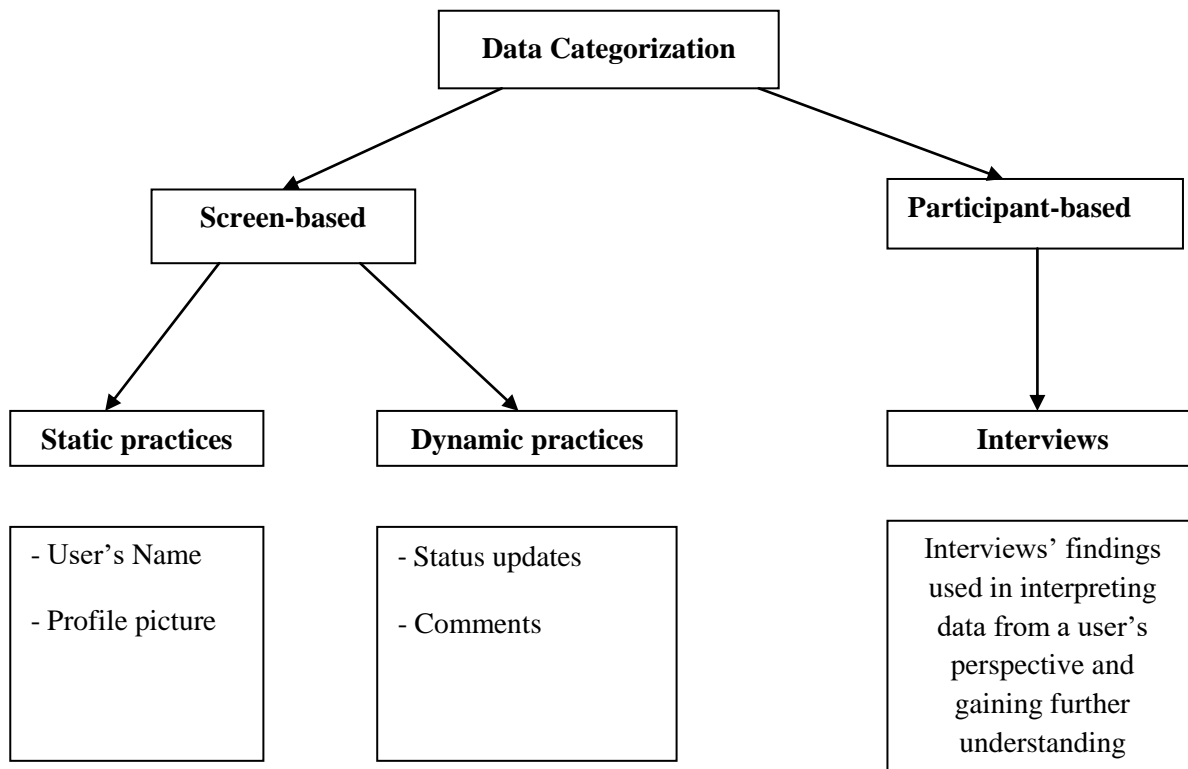 Data Categorization
Screen-based
Participant-based
Static practices
Dynamic practices
Interviews
- User’s Name
- Profile picture
- Status updates
- Comments
Interviews’ findings
used in interpreting
data from a user’s
perspective and
gaining further
understanding